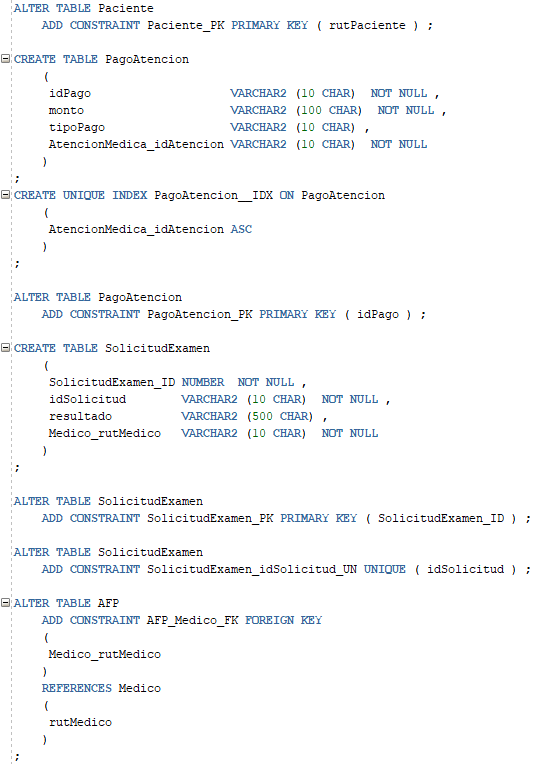 ALTER TABLE Paciente
    ADD CONSTRAINT Paciente_PK PRIMARY KEY ( rutPaciente ) ;
CREATE TABLE PagoAtencion
    (
     idPago                    VARCHAR2 (10 CHAR)  NOT NULL ,
     monto                     VARCHAR2 (100 CHAR)  NOT NULL ,
     tipoPago                  VARCHAR2 (10 CHAR) ,
     AtencionMedica_idAtencion VARCHAR2 (10 CHAR)  NOT NULL
    )
;
CREATE UNIQUE INDEX PagoAtencion__IDX ON PagoAtencion
    (
     AtencionMedica_idAtencion ASC
    )
;
ALTER TABLE PagoAtencion
    ADD CONSTRAINT PagoAtencion_PK PRIMARY KEY ( idPago ) ;
CREATE TABLE SolicitudExamen
    (
     SolicitudExamen_ID NUMBER  NOT NULL ,
     idSolicitud        VARCHAR2 (10 CHAR)  NOT NULL ,
     resultado          VARCHAR2 (500 CHAR) ,
     Medico_rutMedico   VARCHAR2 (10 CHAR)  NOT NULL
    )
;
ALTER TABLE SolicitudExamen
    ADD CONSTRAINT SolicitudExamen_PK PRIMARY KEY ( SolicitudExamen_ID ) ;
ALTER TABLE SolicitudExamen
    ADD CONSTRAINT SolicitudExamen_idSolicitud_UN UNIQUE ( idSolicitud ) ;
ALTER TABLE AFP
    ADD CONSTRAINT AFP_Medico_FK FOREIGN KEY
    (
     Medico_rutMedico
    )
    REFERENCES Medico
    (
     rutMedico
    )
;